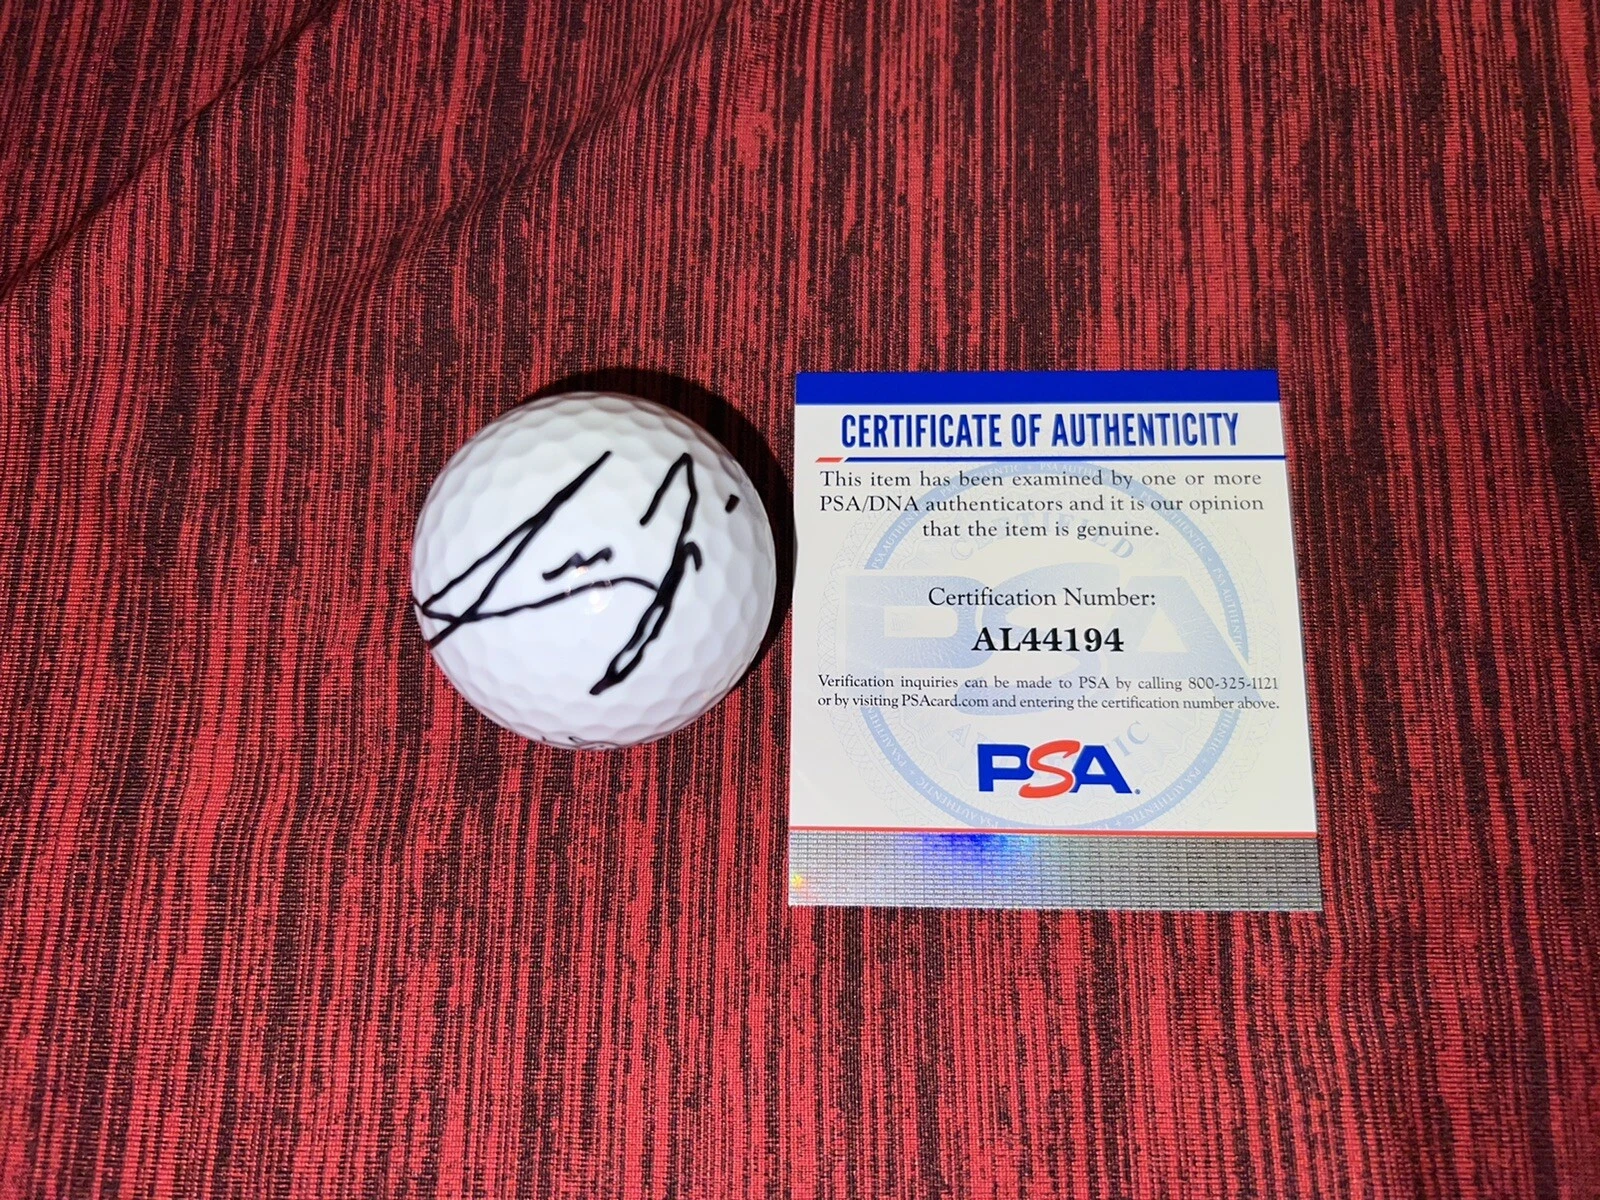 CERTIFICATE OF AUTHENTICITY
This item has been examined by one or more
PSA/DNA authenticators and it is our opinion
that the item is genuine.
Certification Number:
AL44194
Verification inquiries can be made to PSA by calling 800-325-1121
or by visiting PSAcard.com and entering the certification number above.
PSA